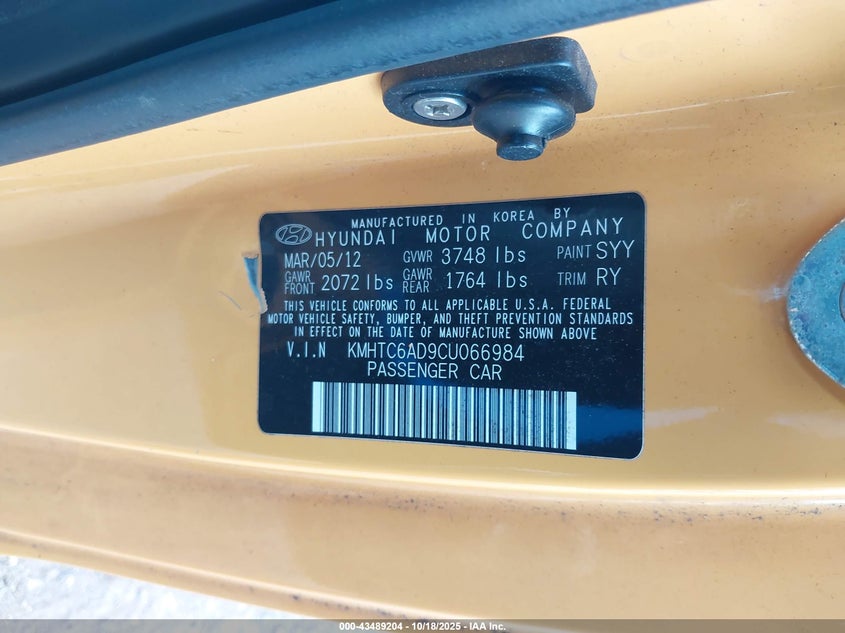 MANUFACTURED IN KOREA BY
HYUNDAI MOTOR COMPANY
MAR/05/12 GVWR 3748 lbs PAINT SYY
GAWR FRONT 2072 lbs GAWR REAR 1764 lbs TRIM RY
THIS VEHICLE CONFORMS TO ALL APPLICABLE U.S.A. FEDERAL
MOTOR VEHICLE SAFETY, BUMPER, AND THEFT PREVENTION STANDARDS
IN EFFECT ON THE DATE OF MANUFACTURE SHOWN ABOVE
V.I.N KMHTC6AD9CU066984
PASSENGER CAR
000-43489204 - 10/18/2025 - IAA Inc.